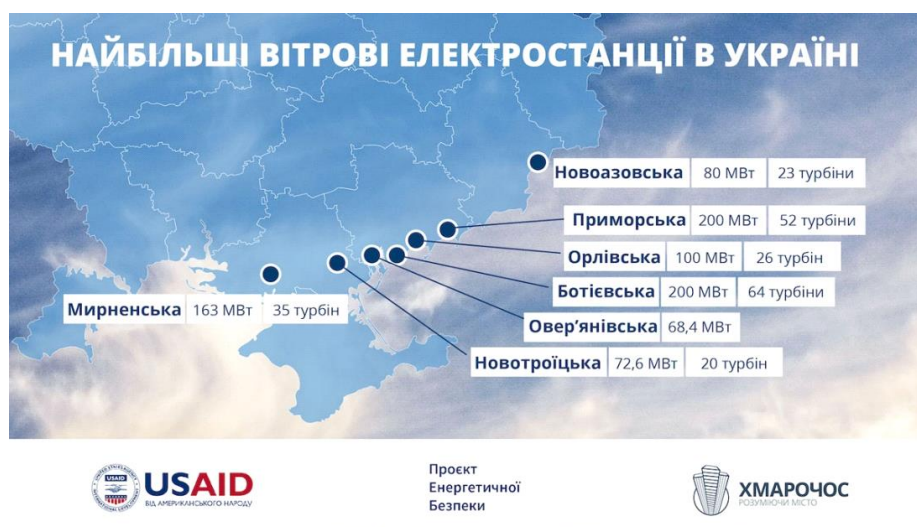 НАЙБІЛЬШІ ВІТРОВІ ЕЛЕКТРОСТАНЦІЇ В УКРАЇНІ
Новоазовська 80 МВт 23 турбіни
Приморська 200 МВт 52 турбіни
Орлівська 100 МВт 26 турбін
Ботієвська 200 МВт 64 турбіни
Мирненська 163 МВт 35 турбін
Овер’янівська 68,4 МВт
Новотроїцька 72,6 МВт 20 турбін
USAID
ВІД АМЕРИКАНСЬКОГО НАРОДУ
Проєкт
Енергетичної
Безпеки
ХМАРОЧОС
РОЗУМІЮЧИ МІСТО